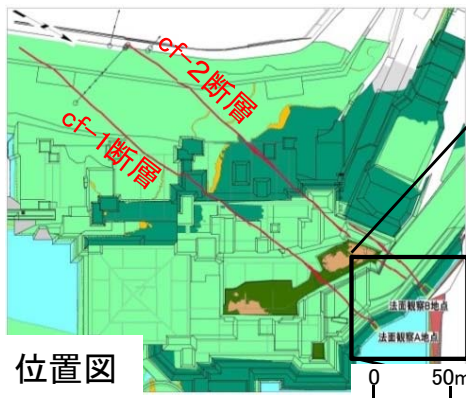 cf-2断層
cf-1断層
法面観察B地点
法面観察A地点
位置図
0 50m